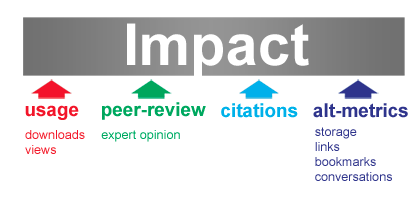 Impact
usage
downloads
views
peer-review
expert opinion
citations
alt-metrics
storage
links
bookmarks
conversations